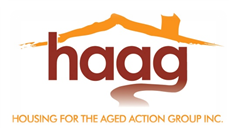 haag
HOUSING FOR THE AGED ACTION GROUP INC.